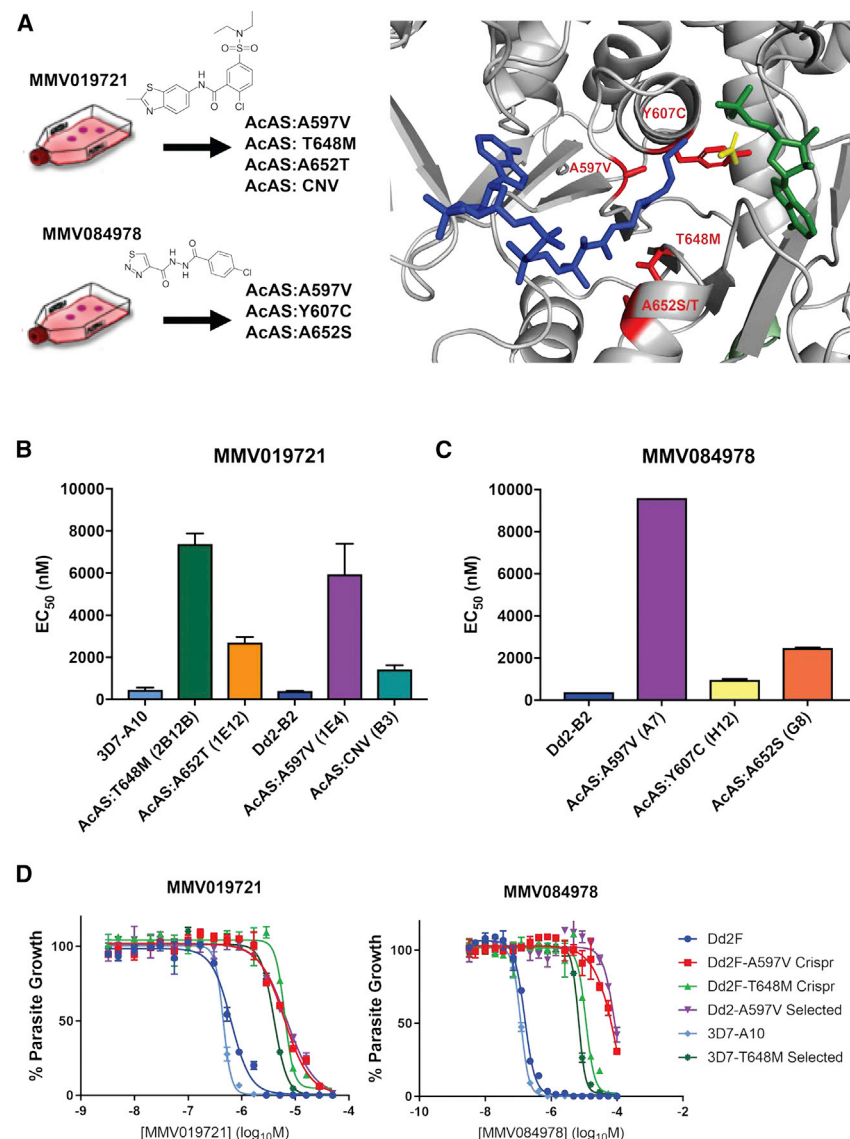 A
MMV019721
AcAS:A597V
AcAS: T648M
AcAS:A652T
AcAS: CNV
MMV084978
AcAS:A597V
AcAS:Y607C
AcAS:A652S
N
O
S
O
H
N
O
Cl
S
N
S
N
N
O
H
N
N
H
O
Cl
Y607C
A597V
T648M
A652S/T
B
MMV019721
EC50 (nM)
10000
8000
6000
4000
2000
0
3D7-A10
AcAS:T648M (2B12B)
AcAS:A652T (1E12)
Dd2-B2
AcAS:A597V (1E4)
AcAS:CNV (B3)
C
MMV084978
EC50 (nM)
10000
8000
6000
4000
2000
0
Dd2-B2
AcAS:A597V (A7)
AcAS:Y607C (H12)
AcAS:A652S (G8)
D
MMV019721
% Parasite Growth
100
50
0
-9 -8 -7 -6 -5 -4
[MMV019721] (log10M)
MMV084978
% Parasite Growth
100
50
0
-10 -8 -6 -4 -2
[MMV084978] (log10M)
Dd2F
Dd2F-A597V Crispr
Dd2F-T648M Crispr
Dd2-A597V Selected
3D7-A10
3D7-T648M Selected